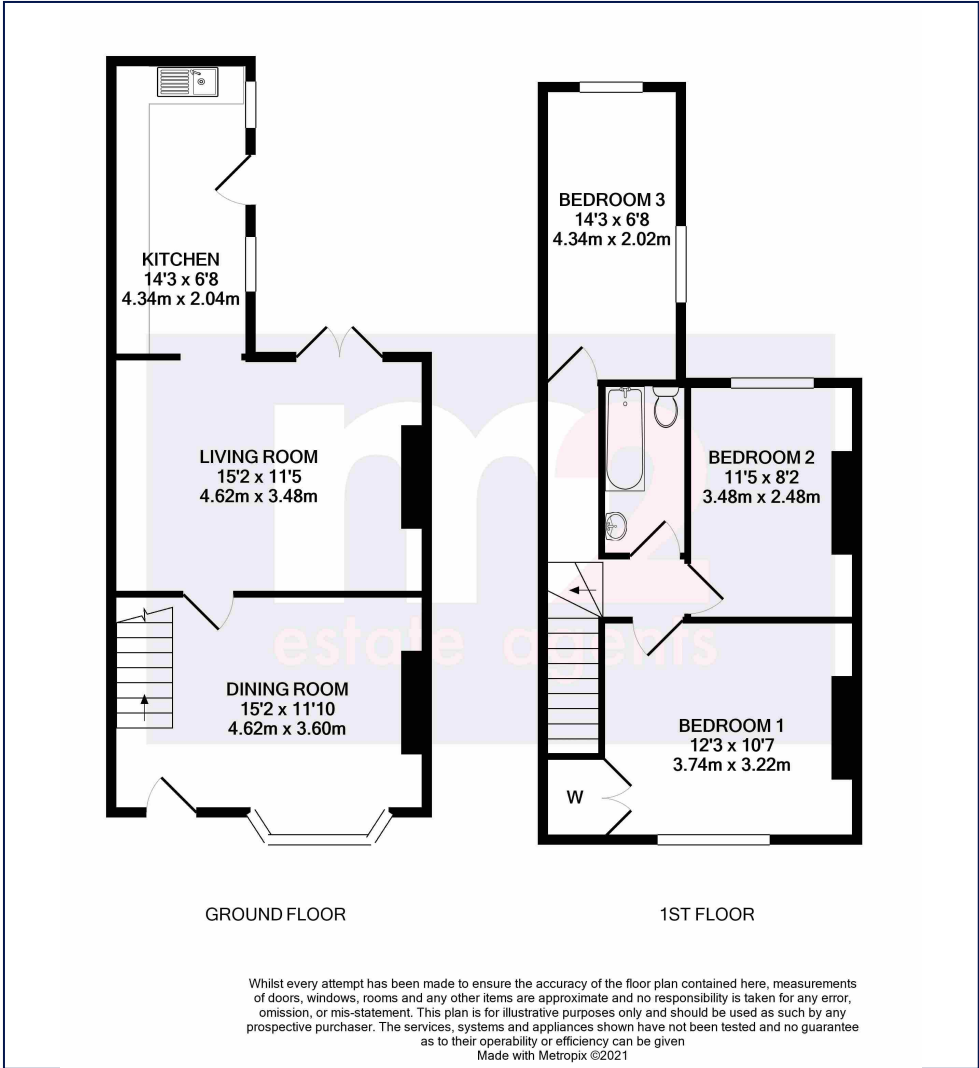 KITCHEN
14'3 x 6'8
4.34m x 2.04m
LIVING ROOM
15'2 x 11'5
4.62m x 3.48m
DINING ROOM
15'2 x 11'10
4.62m x 3.60m
GROUND FLOOR
BEDROOM 3
14'3 x 6'8
4.34m x 2.02m
BEDROOM 2
11'5 x 8'2
3.48m x 2.48m
BEDROOM 1
12'3 x 10'7
3.74m x 3.22m
W
1ST FLOOR
m2
estate agents
Whilst every attempt has been made to ensure the accuracy of the floor plan contained here, measurements
of doors, windows, rooms and any other items are approximate and no responsibility is taken for any error,
omission, or mis-statement. This plan is for illustrative purposes only and should be used as such by any
prospective purchaser. The services, systems and appliances shown have not been tested and no guarantee
as to their operability or efficiency can be given
Made with Metropix ©2021